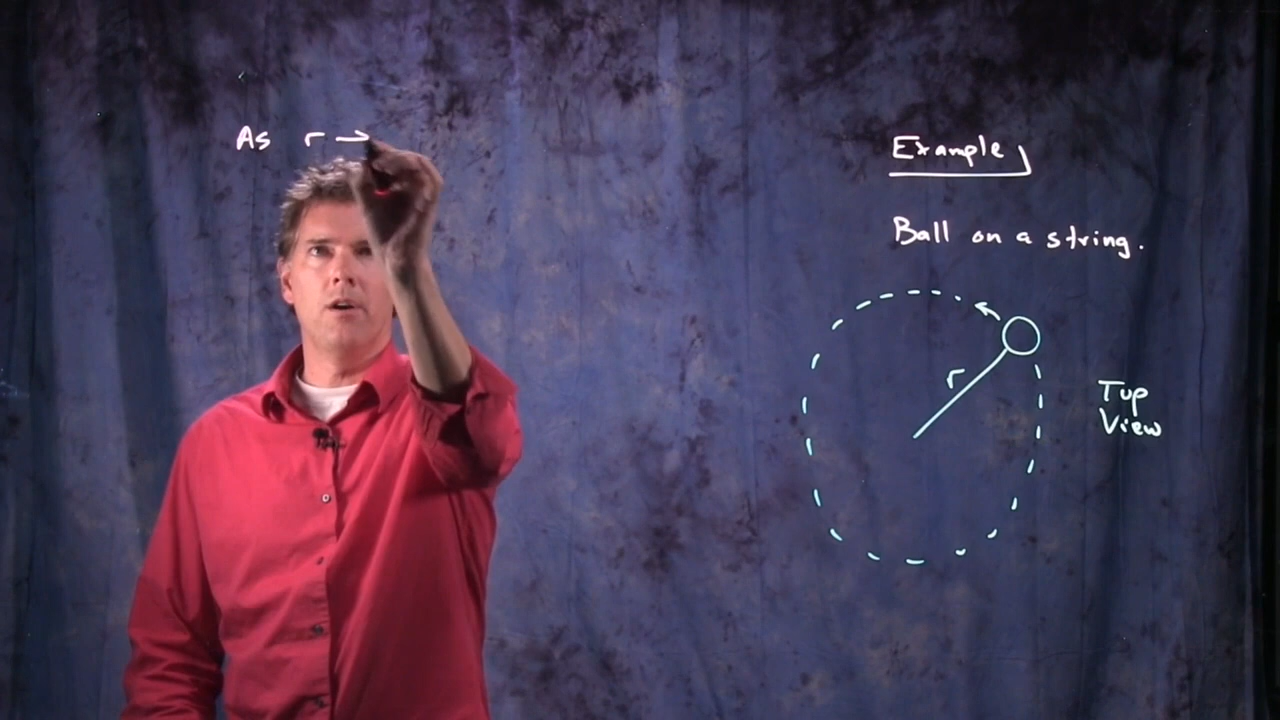 As r →
Example
Ball on a string.
r
Top
View